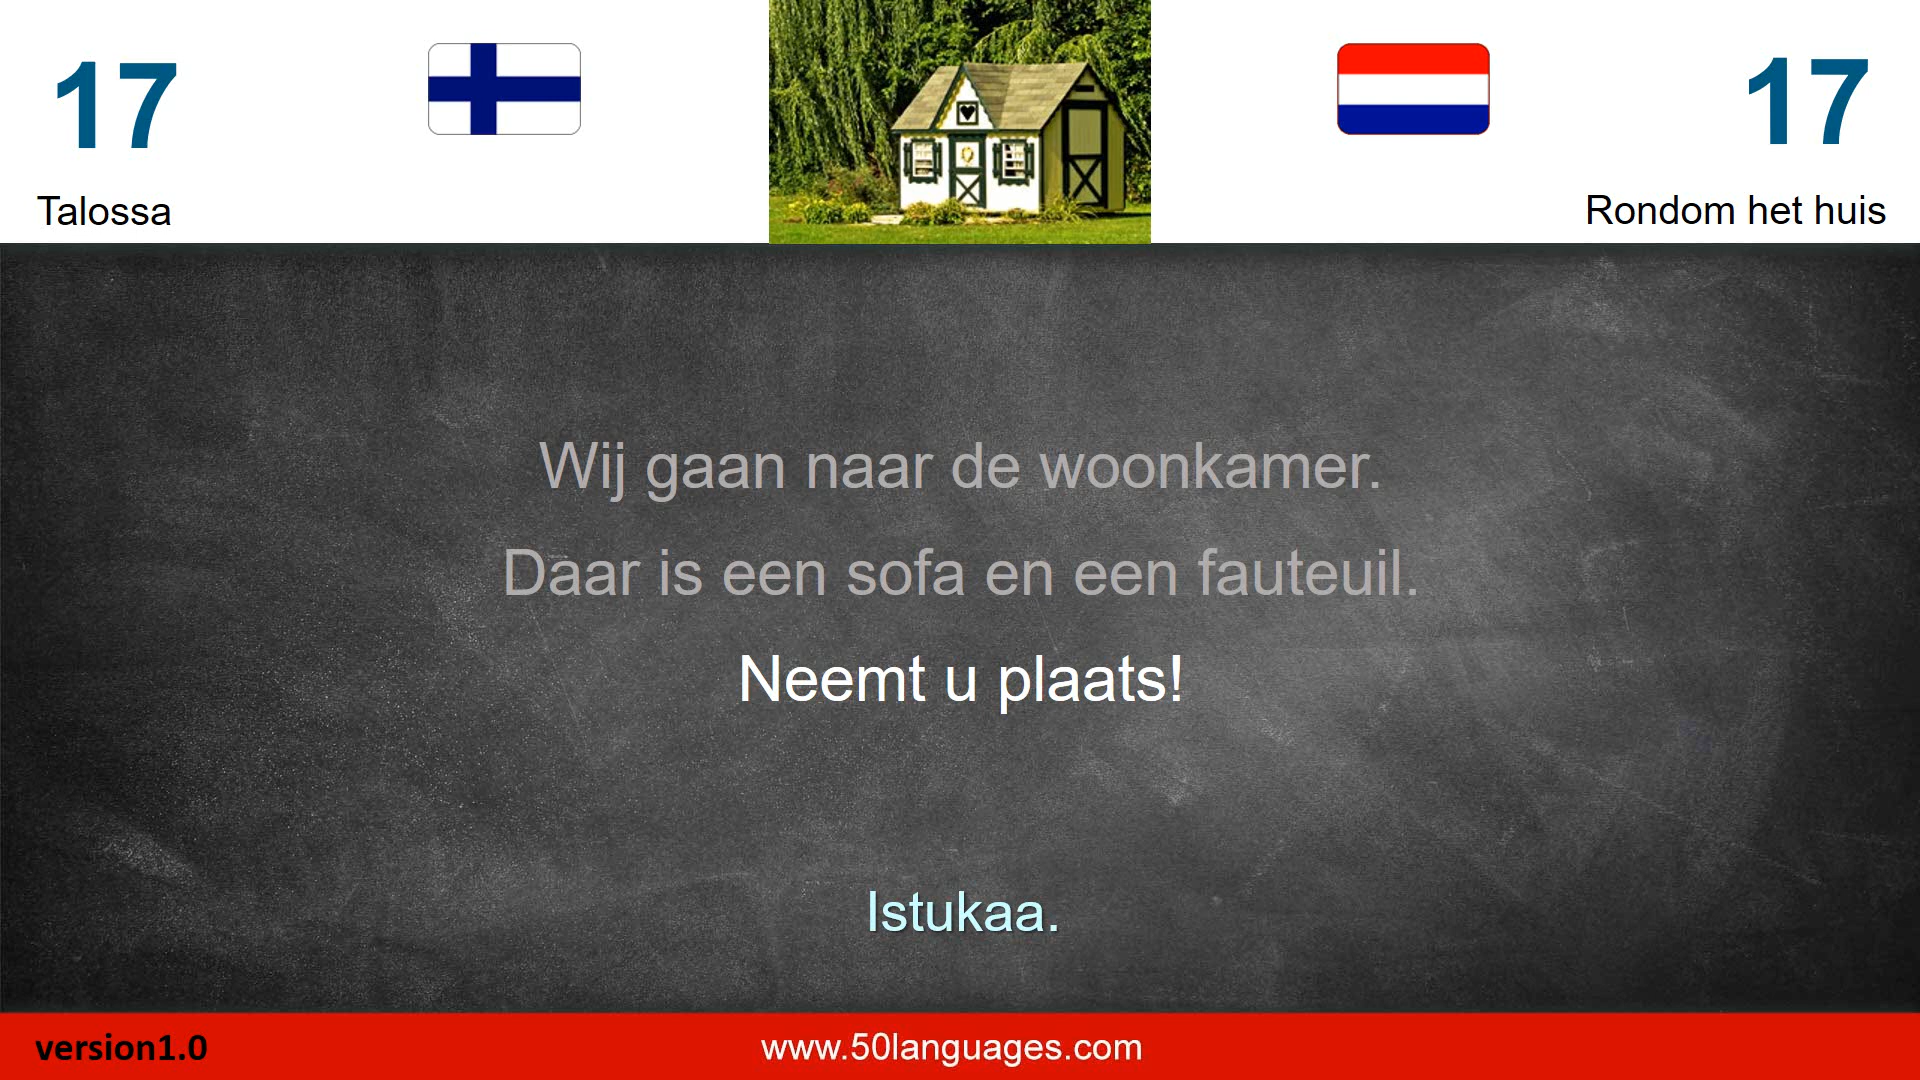 17
17
Talossa
Rondom het huis
Wij gaan naar de woonkamer.
Daar is een sofa en een fauteuil.
Neemt u plaats!
Istukaa.
version1.0
www.50languages.com